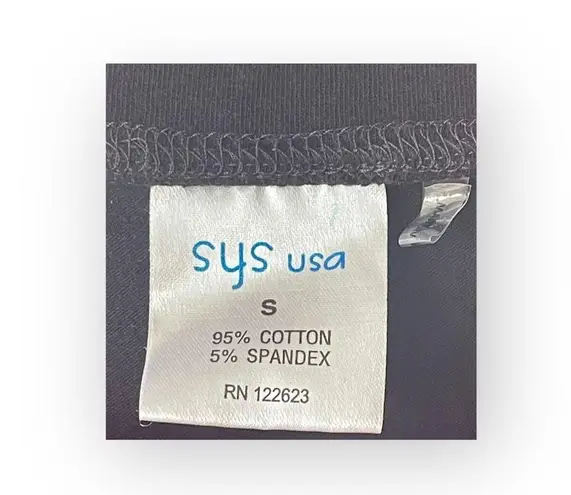 sys usa
S
95% COTTON
5% SPANDEX
RN 122623